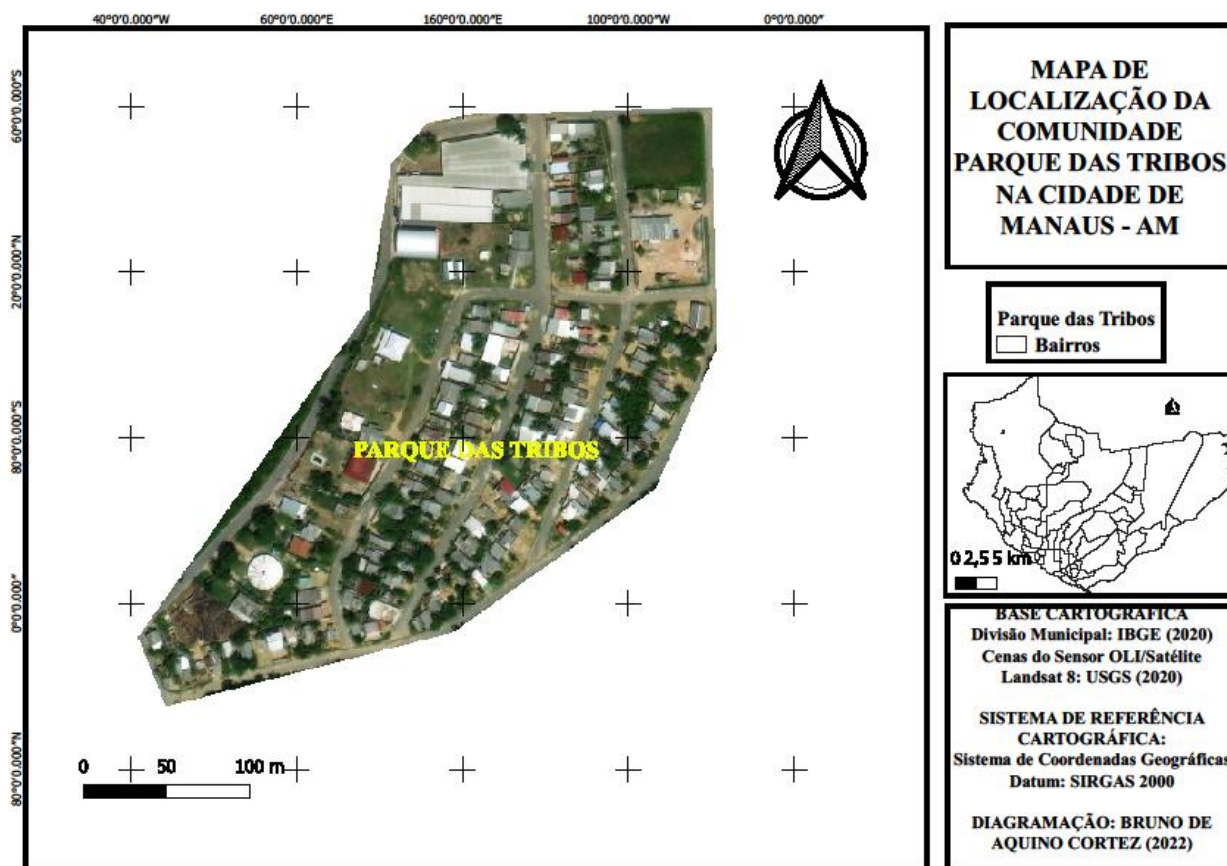 40°0'0.000"W 60°0'0.000"E 160°0'0.000"E 100°0'0.000"W 0°0'0.000"
60°0'0.000"S
20°0'0.000"N
80°0'0.000"S
0°0'0.000"
80°0'0.000"N
PARQUE DAS TRIBOS
0 50 100 m
MAPA DE
LOCALIZAÇÃO DA
COMUNIDADE
PARQUE DAS TRIBOS
NA CIDADE DE
MANAUS - AM
Parque das Tribos
Bairros
0 2,5 5 km
BASE CARTOGRAFICA
Divisão Municipal: IBGE (2020)
Cenas do Sensor OLI/Satélite
Landsat 8: USGS (2020)
SISTEMA DE REFERÊNCIA
CARTOGRÁFICA:
Sistema de Coordenadas Geográficas
Datum: SIRGAS 2000
DIAGRAMAÇÃO: BRUNO DE
AQUINO CORTEZ (2022)